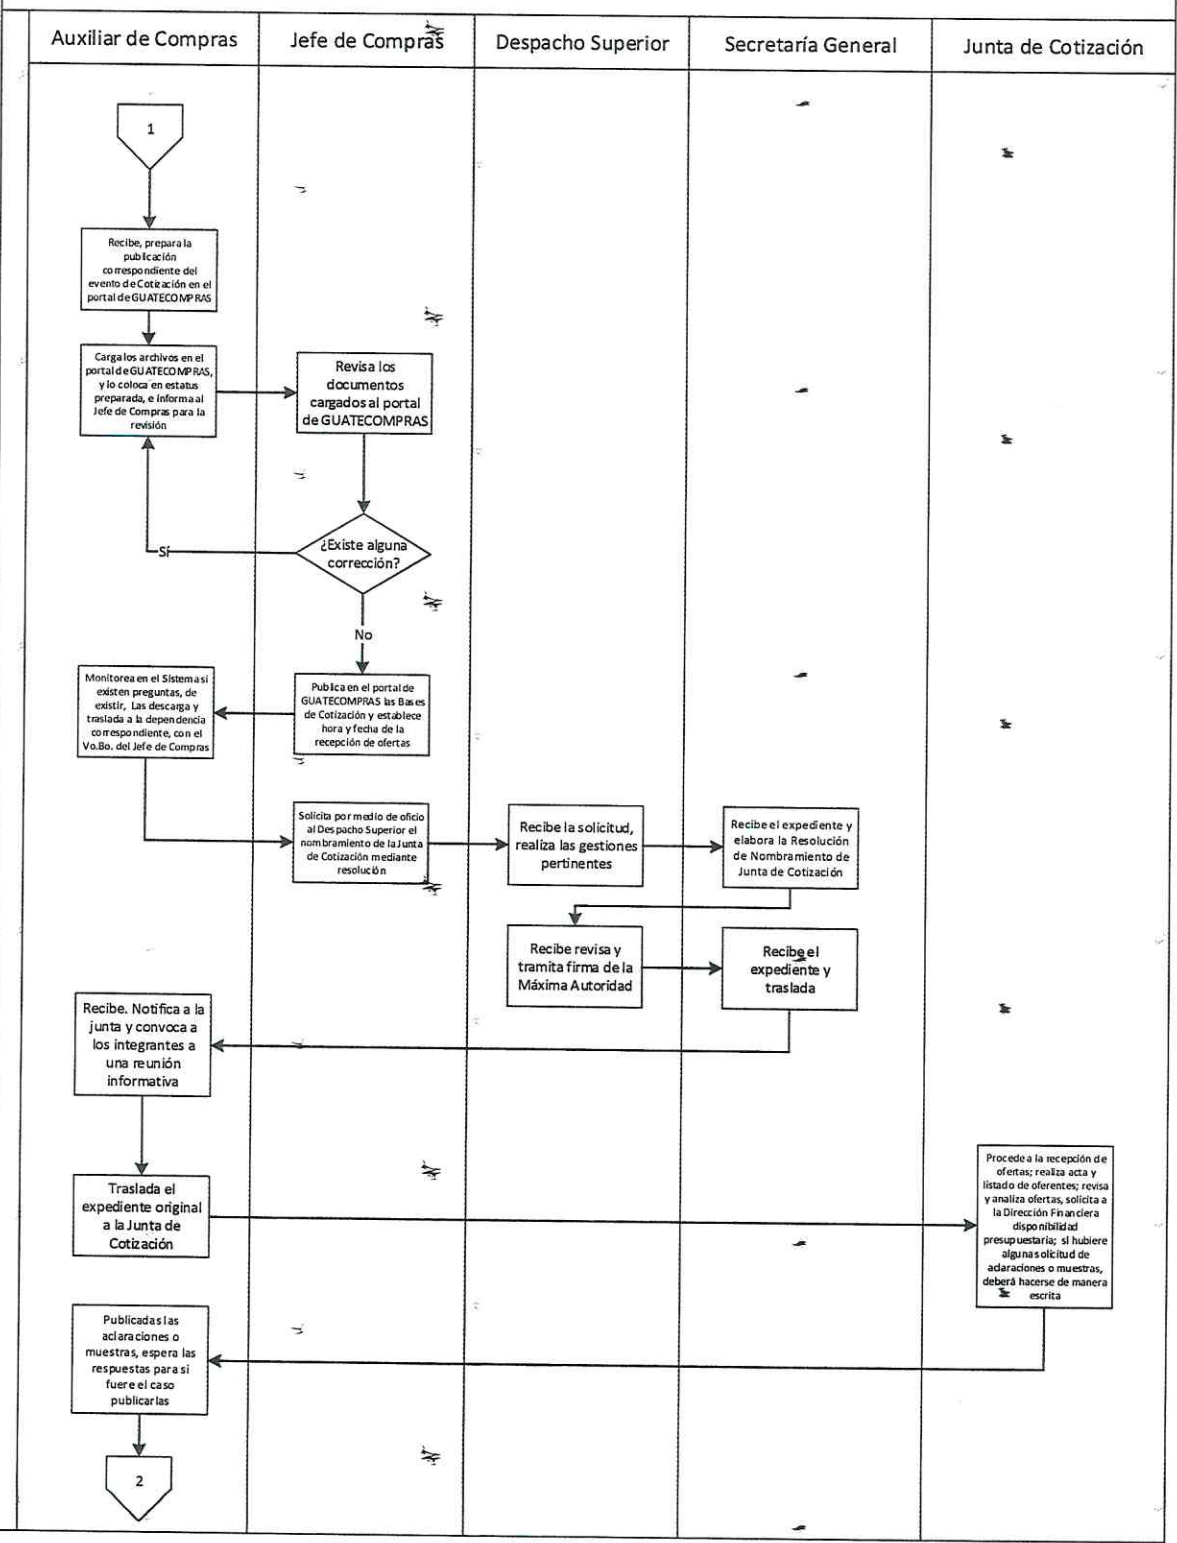 Auxiliar de Compras
Jefe de Compras
Despacho Superior
Secretaría General
Junta de Cotización
1
Recibe, prepara la
publicación
correspondiente del
evento de Cotización en el
portal de GUATECOMPRAS
Carga los archivos en el
portal de GUATECOMPRAS,
y lo coloca en estatus
preparada, e informa al
Jefe de Compras para la
revisión
Revisa los
documentos
cargados al portal
de GUATECOMPRAS
¿Existe alguna
corrección?
Sí
No
Monitorea en el Sistema si
existen preguntas, de
existir, Las descarga y
traslada a la dependencia
correspondiente, con el
Vo.Bo. del Jefe de Compras
Publica en el portal de
GUATECOMPRAS las Bases
de Cotización y establece
hora y fecha de la
recepción de ofertas
Solicita por medio de oficio
al Despacho Superior el
nombramiento de la Junta
de Cotización mediante
resolución
Recibe la solicitud,
realiza las gestiones
pertinentes
Recibe el expediente y
elabora la Resolución
de Nombramiento de
Junta de Cotización
Recibe revisa y
tramita firma de la
Máxima Autoridad
Recibe el
expediente y
traslada
Recibe. Notifica a la
junta y convoca a
los integrantes a
una reunión
informativa
Traslada el
expediente original
a la Junta de
Cotización
Procede a la recepción de
ofertas; realiza acta y
listado de oferentes; revisa
y analiza ofertas, solicita a
la Dirección Financiera
disponibilidad
presupuestaria; si hubiere
alguna solicitud de
aclaraciones o muestras,
deberá hacerse de manera
escrita
Publicadas las
aclaraciones o
muestras, espera las
respuestas para si
fuere el caso
publicarlas
2